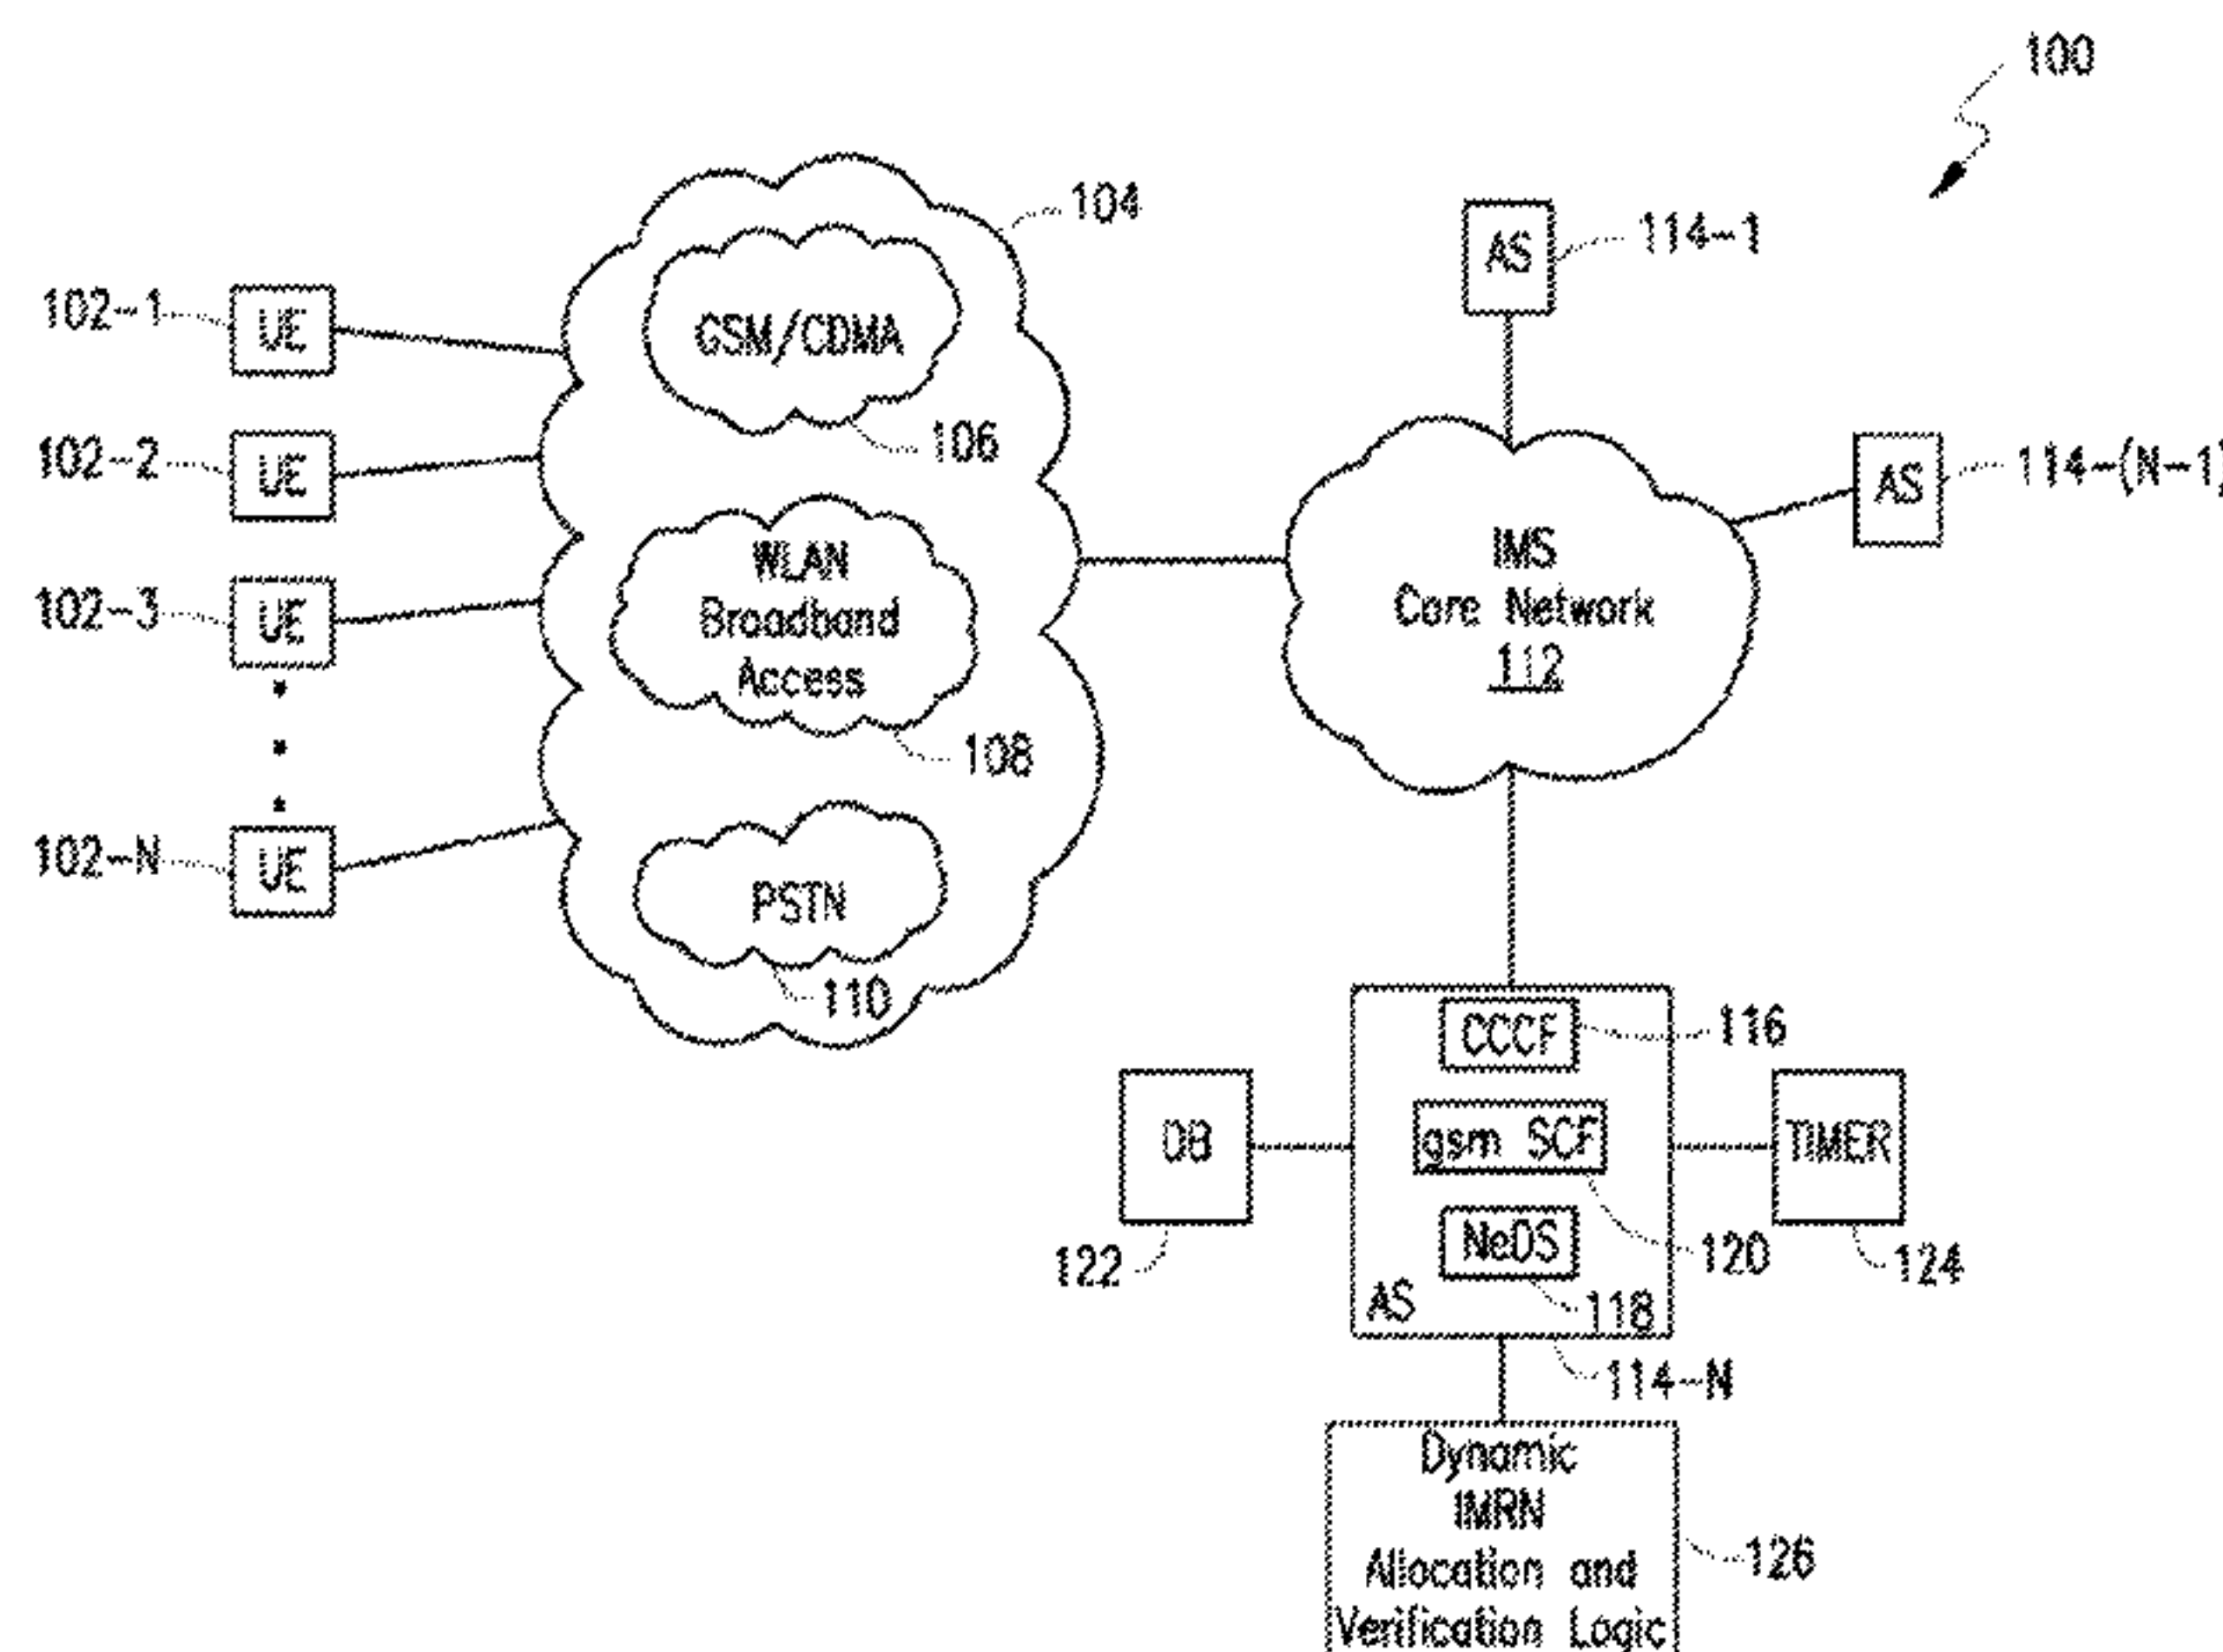 100
104
114-1
AS
102-1
UE
GSM/CDMA
106
102-2
UE
AS
114-(N-1)
WLAN
Broadband
Access
108
IMS
Core Network
112
102-3
UE
102-N
UE
PSTN
110
CCCF
116
DB
122
gsm SCF
120
TIMER
124
NeDS
118
AS
114-N
Dynamic
IMRN
Allocation and
Verification Logic
126